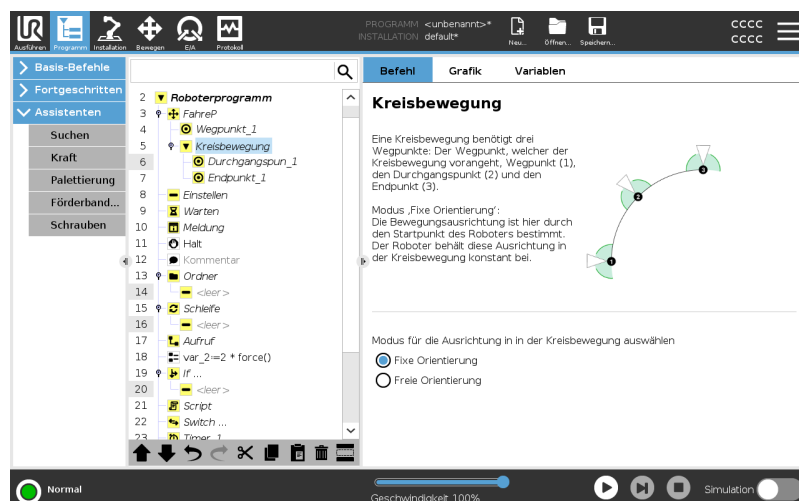 PROGRAMM <unbenannt>*
INSTALLATION default*
Ausführen Programm Installation Bewegen E/A Protokoll Neu... Öffnen... Speichern...
cccc
cccc
Basis-Befehle
Fortgeschritten
Assistenten
Suchen
Kraft
Palettierung
Förderband...
Schrauben
2 Roboterprogramm
3 FahreP
4 Wegpunkt_1
5 Kreisbewegung
6 Durchgangspun_1
7 Endpunkt_1
8 Einstellen
9 Warten
10 Meldung
11 Halt
12 Kommentar
13 Ordner
14 <leer>
15 Schleife
16 <leer>
17 Aufruf
18 var_2:=2 * force()
19 If ...
20 <leer>
21 Script
22 Switch ...
23 Timer_1
Befehl Grafik Variablen
Kreisbewegung
Eine Kreisbewegung benötigt drei
Wegpunkte: Der Wegpunkt, welcher der
Kreisbewegung vorangeht, Wegpunkt (1),
den Durchgangspunkt (2) und den
Endpunkt (3).
Modus ,Fixe Orientierung':
Die Bewegungsausrichtung ist hier durch
den Startpunkt des Roboters bestimmt.
Der Roboter behält diese Ausrichtung in
der Kreisbewegung konstant bei.
3
2
1
Modus für die Ausrichtung in in der Kreisbewegung auswählen
Fixe Orientierung
Freie Orientierung
Normal
Geschwindigkeit 100%
Simulation